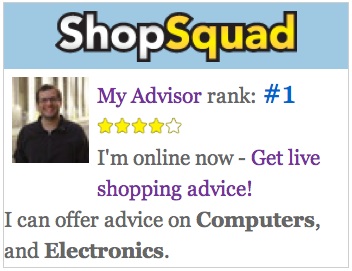 ShopSquad
My Advisor rank: #1
I'm online now - Get live
shopping advice!
I can offer advice on Computers,
and Electronics.